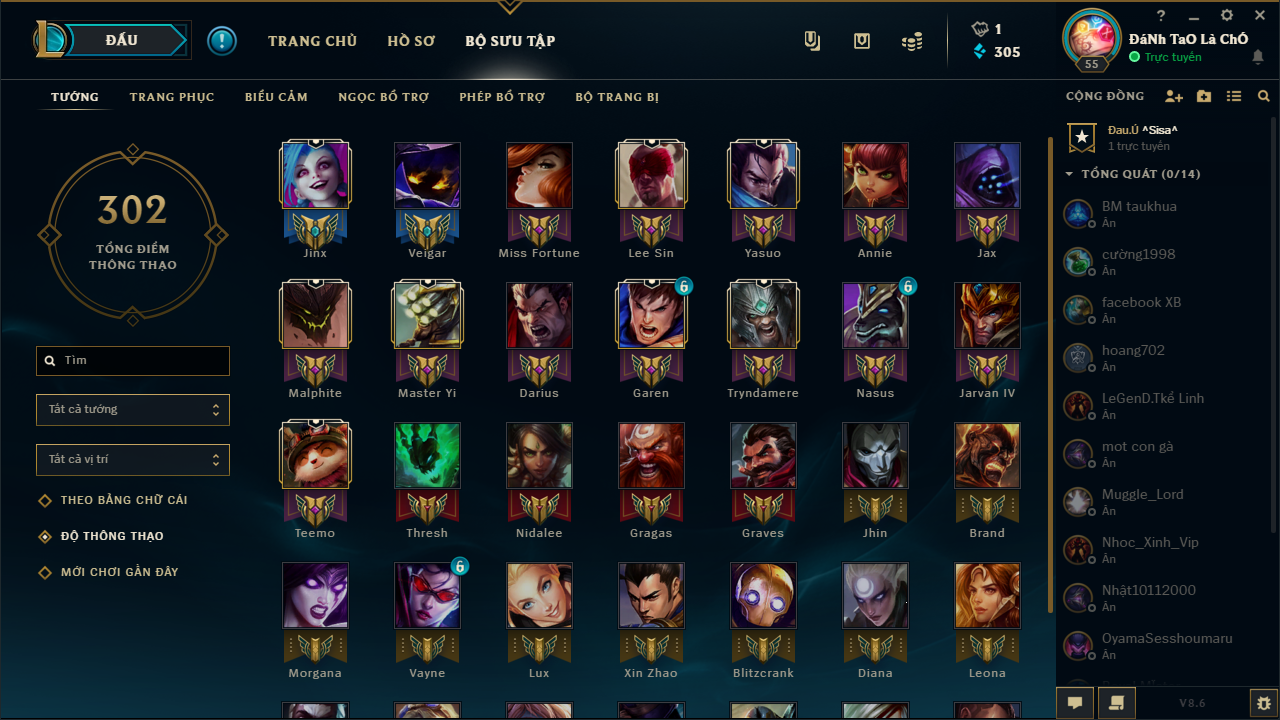 ĐẤU
!
TRANG CHỦ
HỒ SƠ
BỘ SƯU TẬP
1
305
?
55
ĐáNh TaO Là ChÓ
Trực tuyến
TƯỚNG
TRANG PHỤC
BIỂU CẢM
NGỌC BỔ TRỢ
PHÉP BỔ TRỢ
BỘ TRANG BỊ
302
TỔNG ĐIỂM
THÔNG THẠO
Tìm
Tất cả tướng
Tất cả vị trí
THEO BẢNG CHỮ CÁI
ĐỘ THÔNG THẠO
MỚI CHƠI GẦN ĐÂY
Jinx
Veigar
Miss Fortune
Lee Sin
Yasuo
Annie
Jax
6
6
Malphite
Master Yi
Darius
Garen
Tryndamere
Nasus
Jarvan IV
Teemo
Thresh
Nidalee
Gragas
Graves
Jhin
Brand
6
Morgana
Vayne
Lux
Xin Zhao
Blitzcrank
Diana
Leona
CỘNG ĐỒNG
Đau.Ủ ^Sisa^
1 trực tuyến
TỔNG QUÁT (0/14)
BM taukhua
Ẩn
cường1998
Ẩn
facebook XB
Ẩn
hoang702
Ẩn
LeGenD.Tkể Linh
Ẩn
mot con gà
Ẩn
Muggle_Lord
Ẩn
Nhoc_Xinh_Vip
Ẩn
Nhật10112000
Ẩn
OyamaSesshoumaru
Ẩn
V8.6